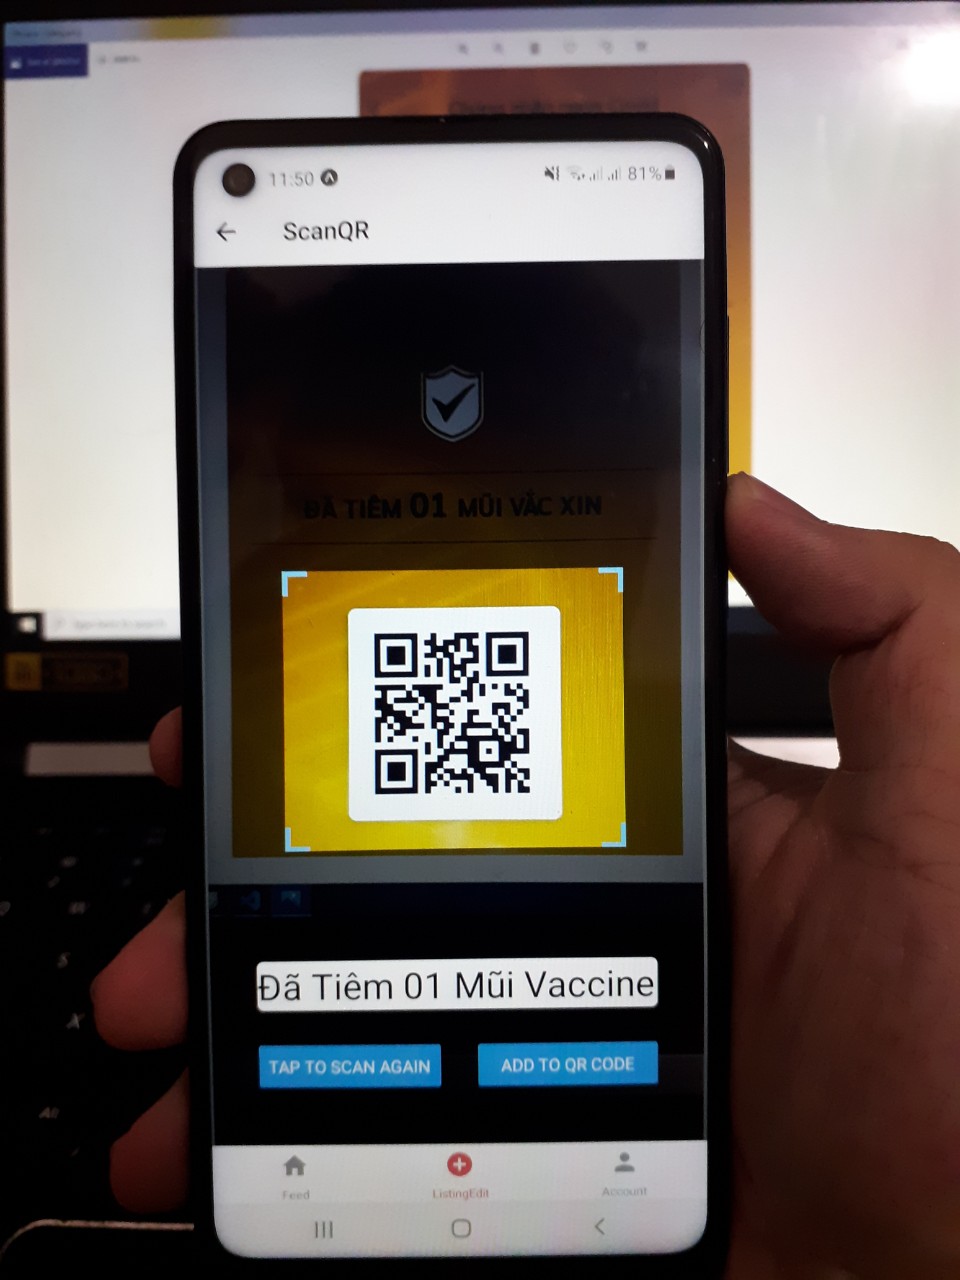 11:50
81%
ScanQR
ĐÃ TIÊM 01 MŨI VẮC XIN
Đã Tiêm 01 Mũi Vaccine
TAP TO SCAN AGAIN
ADD TO QR CODE
Feed
ListingEdit
Account
S
X
Alt